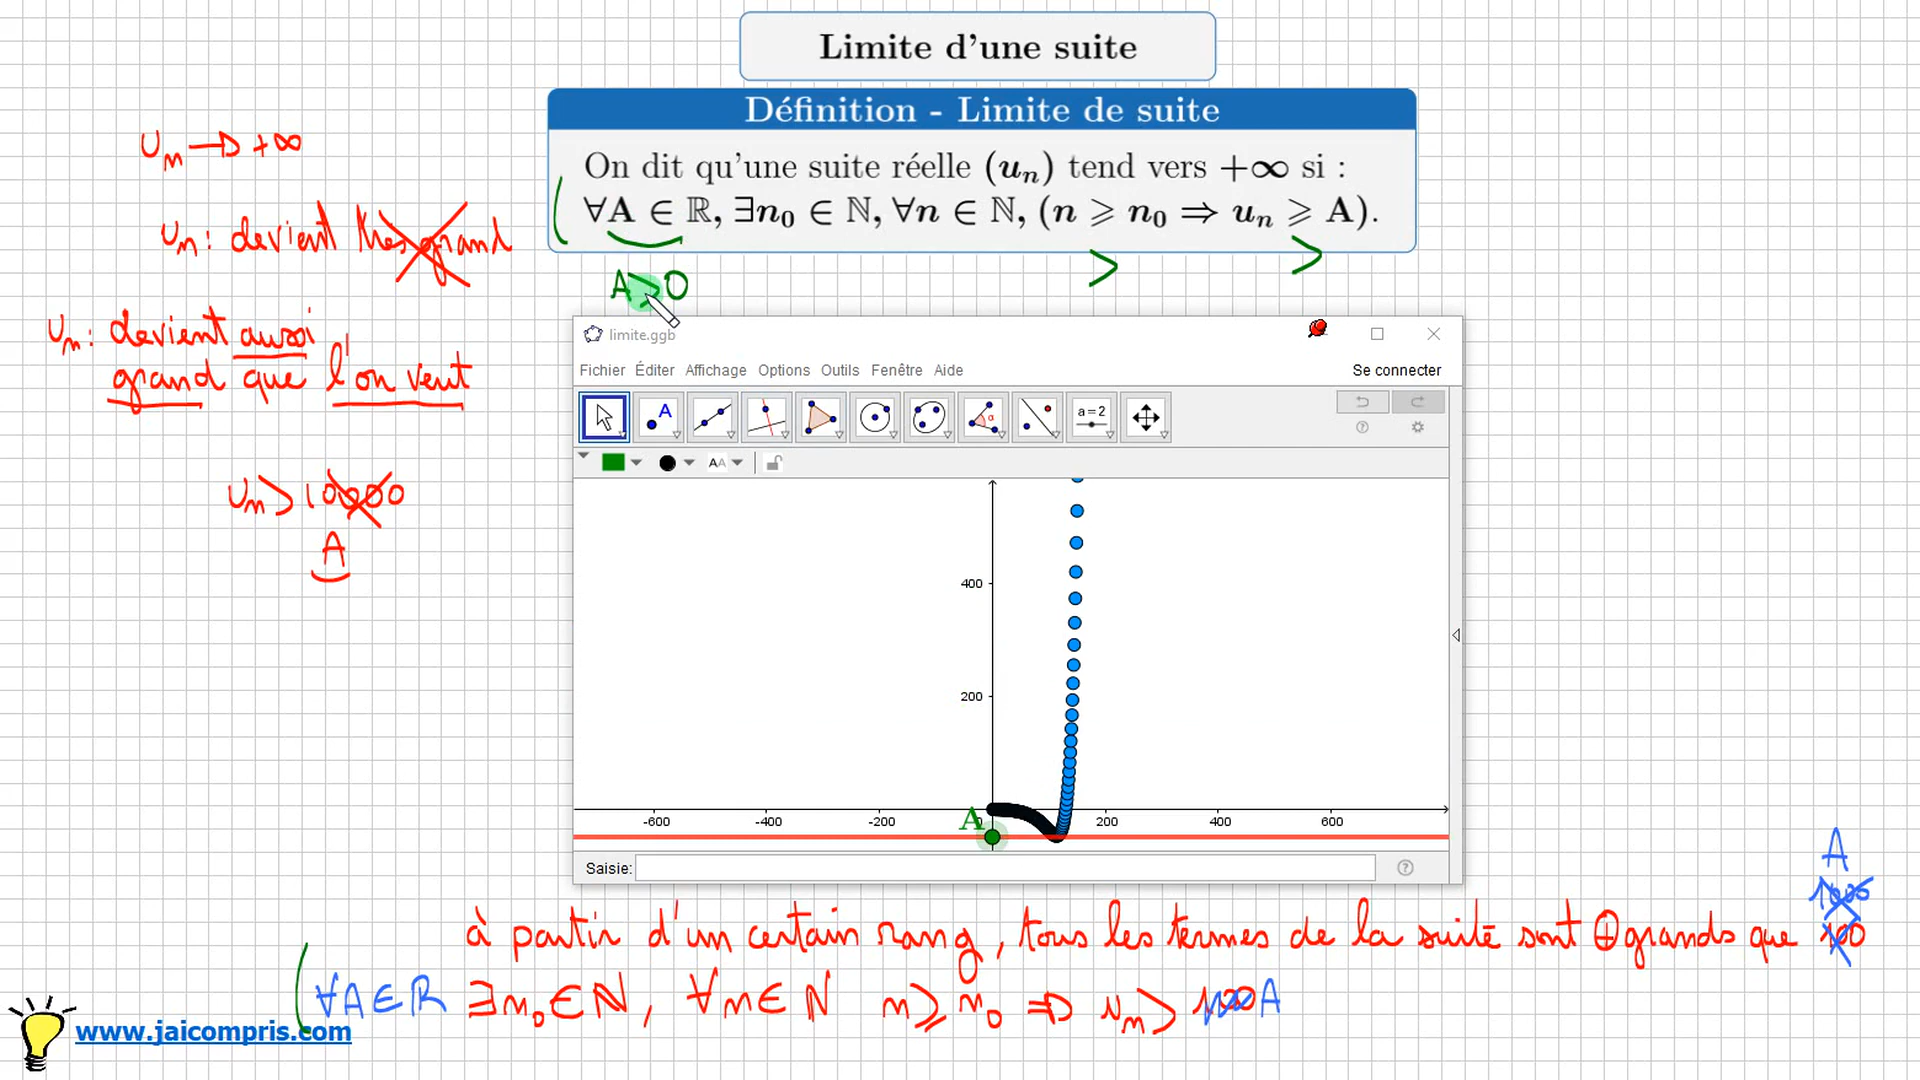 Limite d'une suite
Définition - Limite de suite
On dit qu'une suite réelle (uₙ) tend vers +∞ si :
∀A ∈ ℝ, ∃n₀ ∈ ℕ, ∀n ∈ ℕ, (n ⩾ n₀ ⇒ uₙ ⩾ A).
> >
A > 0
uₙ → +∞
uₙ : devient très grand
uₙ : devient aussi
grand que l'on veut
uₙ > 10000
A
limite.ggb
Fichier Éditer Affichage Options Outils Fenêtre Aide
Se connecter
A
a = 2
AA
400
200
-600 -400 -200 0 200 400 600
A
Saisie:
A
1000
à partir d'un certain rang, tous les termes de la suite sont ⊕ grands que 100
∀A∈R ∃n₀∈ℕ, ∀n∈ℕ n ⩾ n₀ ⇒ uₙ > 100 A
www.jaicompris.com